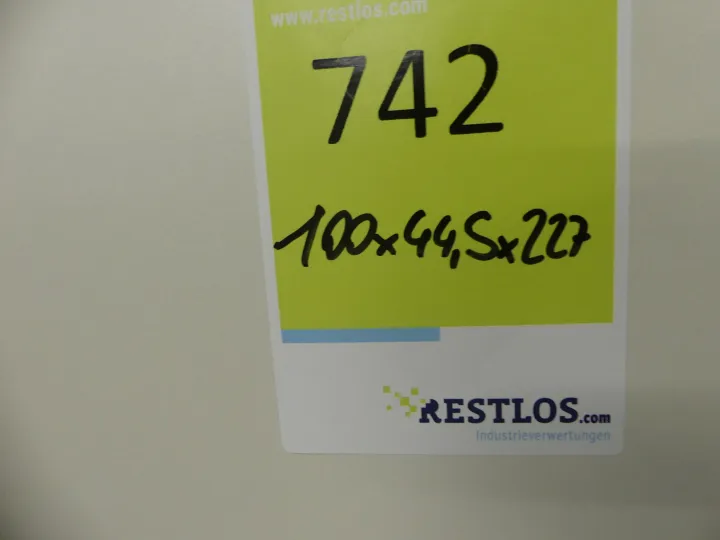 www.restlos.com
742
100x44,5x227
RESTLOS.com
Industrieverwertungen